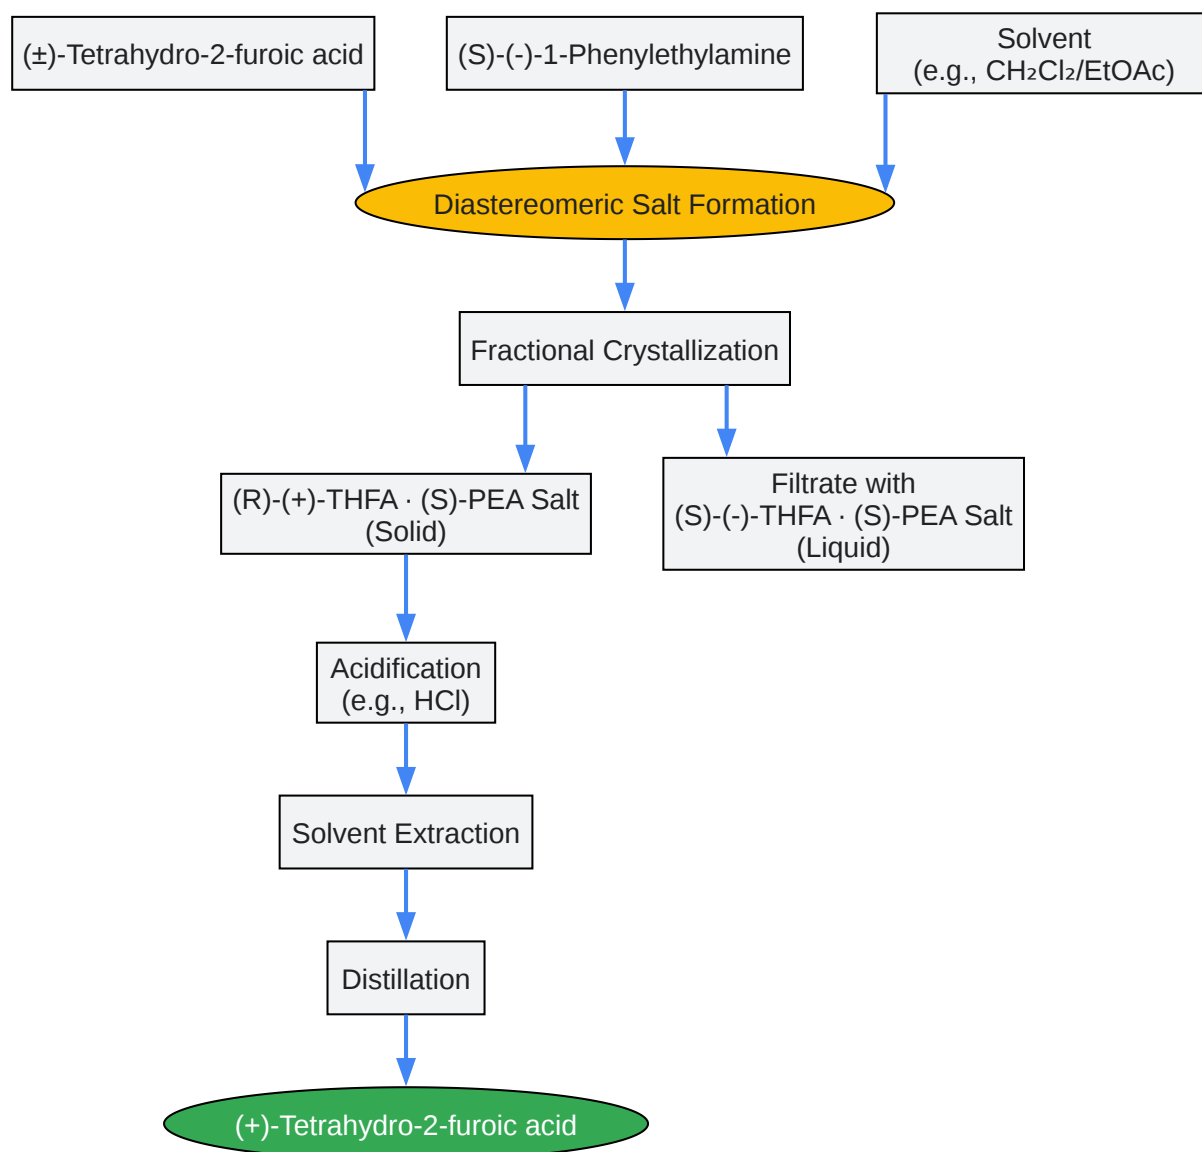 (±)-Tetrahydro-2-furoic acid
(S)-(-)-1-Phenylethylamine
Solvent
(e.g., CH₂Cl₂/EtOAc)
Diastereomeric Salt Formation
Fractional Crystallization
(R)-(+)-THFA · (S)-PEA Salt
(Solid)
Filtrate with
(S)-(-)-THFA · (S)-PEA Salt
(Liquid)
Acidification
(e.g., HCl)
Solvent Extraction
Distillation
(+)-Tetrahydro-2-furoic acid